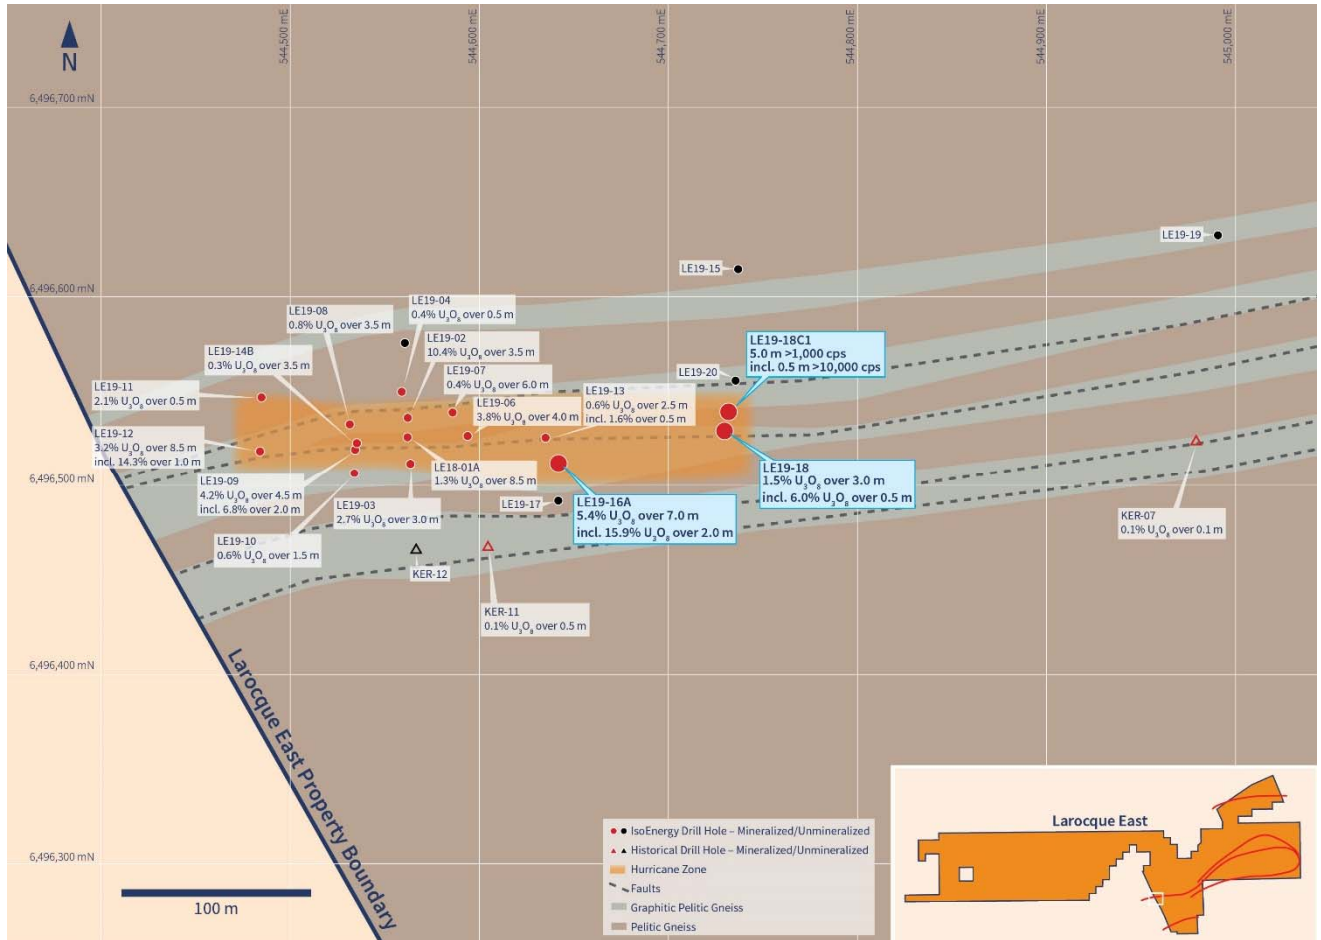 544,500 mE
544,600 mE
544,700 mE
544,800 mE
544,900 mE
545,000 mE
N
6,496,700 mN
6,496,600 mN
6,496,500 mN
6,496,400 mN
6,496,300 mN
LE19-19
LE19-15
LE19-04
0.4% U₃O₈ over 0.5 m
LE19-08
0.8% U₃O₈ over 3.5 m
LE19-02
10.4% U₃O₈ over 3.5 m
LE19-14B
0.3% U₃O₈ over 3.5 m
LE19-07
0.4% U₃O₈ over 6.0 m
LE19-20
LE19-18C1
5.0 m >1,000 cps
incl. 0.5 m >10,000 cps
LE19-11
2.1% U₃O₈ over 0.5 m
LE19-06
3.8% U₃O₈ over 4.0 m
LE19-13
0.6% U₃O₈ over 2.5 m
incl. 1.6% over 0.5 m
LE19-12
3.2% U₃O₈ over 8.5 m
incl. 14.3% over 1.0 m
LE19-09
4.2% U₃O₈ over 4.5 m
incl. 6.8% over 2.0 m
LE18-01A
1.3% U₃O₈ over 8.5 m
LE19-18
1.5% U₃O₈ over 3.0 m
incl. 6.0% U₃O₈ over 0.5 m
LE19-03
2.7% U₃O₈ over 3.0 m
LE19-17
LE19-16A
5.4% U₃O₈ over 7.0 m
incl. 15.9% U₃O₈ over 2.0 m
KER-07
0.1% U₃O₈ over 0.1 m
LE19-10
0.6% U₃O₈ over 1.5 m
KER-12
KER-11
0.1% U₃O₈ over 0.5 m
Larocque East Property Boundary
100 m
IsoEnergy Drill Hole – Mineralized/Unmineralized
Historical Drill Hole – Mineralized/Unmineralized
Hurricane Zone
Faults
Graphitic Pelitic Gneiss
Pelitic Gneiss
Larocque East